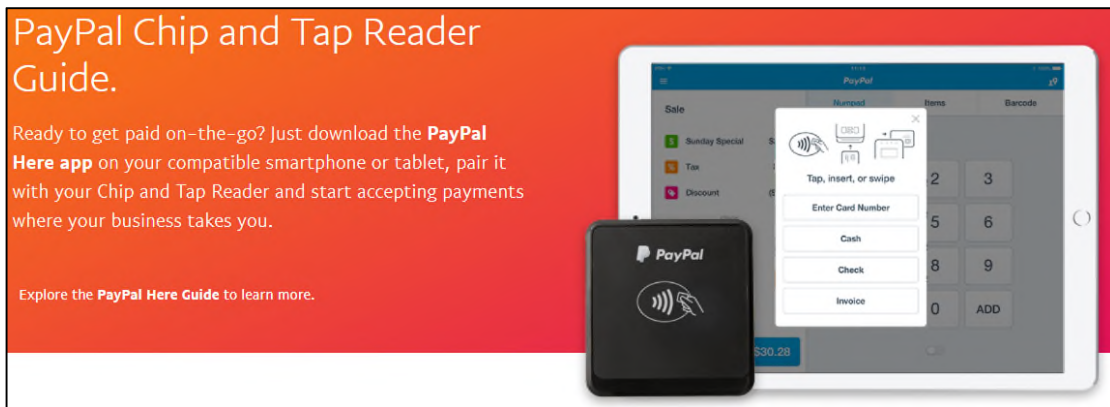 PayPal Chip and Tap Reader
Guide.
Ready to get paid on-the-go? Just download the PayPal
Here app on your compatible smartphone or tablet, pair it
with your Chip and Tap Reader and start accepting payments
where your business takes you.
Explore the PayPal Here Guide to learn more.
PayPal
Sale
Numpad Items Barcode
Sunday Special
Tax
Discount
Tap, insert, or swipe
Enter Card Number
Cash
Check
Invoice
2 3
5 6
8 9
0 ADD
$30.28
PayPal